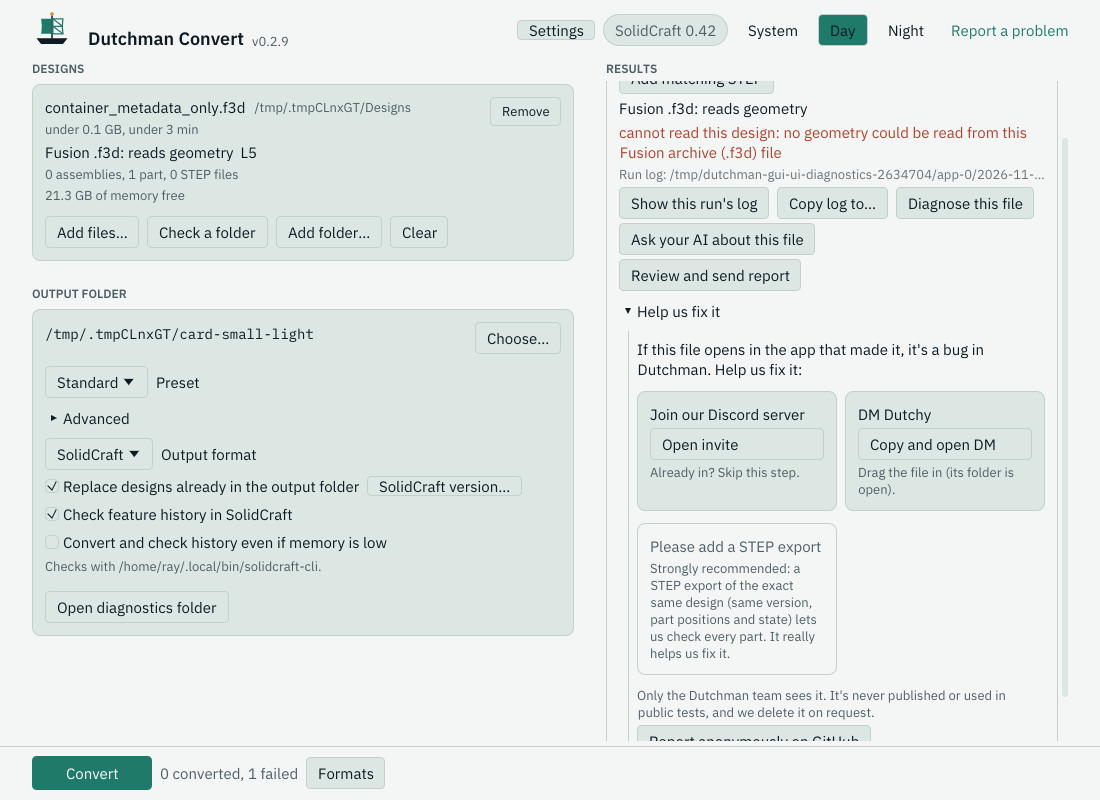 Dutchman Convert v0.2.9
Settings
SolidCraft 0.42
System
Day
Night
Report a problem
DESIGNS
container_metadata_only.f3d /tmp/.tmpCLnxGT/Designs
Remove
under 0.1 GB, under 3 min
Fusion .f3d: reads geometry L5
0 assemblies, 1 part, 0 STEP files
21.3 GB of memory free
Add files...
Check a folder
Add folder...
Clear
OUTPUT FOLDER
/tmp/.tmpCLnxGT/card-small-light
Choose...
Standard
Preset
Advanced
SolidCraft
Output format
Replace designs already in the output folder
SolidCraft version...
Check feature history in SolidCraft
Convert and check history even if memory is low
Checks with /home/ray/.local/bin/solidcraft-cli.
Open diagnostics folder
RESULTS
Add matching STEP
Fusion .f3d: reads geometry
cannot read this design: no geometry could be read from this
Fusion archive (.f3d) file
Run log: /tmp/dutchman-gui-ui-diagnostics-2634704/app-0/2026-11-...
Show this run's log
Copy log to...
Diagnose this file
Ask your AI about this file
Review and send report
Help us fix it
If this file opens in the app that made it, it's a bug in
Dutchman. Help us fix it:
Join our Discord server
Open invite
Already in? Skip this step.
DM Dutchy
Copy and open DM
Drag the file in (its folder is
open).
Please add a STEP export
Strongly recommended: a
STEP export of the exact
same design (same version,
part positions and state) lets
us check every part. It really
helps us fix it.
Only the Dutchman team sees it. It's never published or used in
public tests, and we delete it on request.
Report anonymously on GitHub
Convert
0 converted, 1 failed
Formats